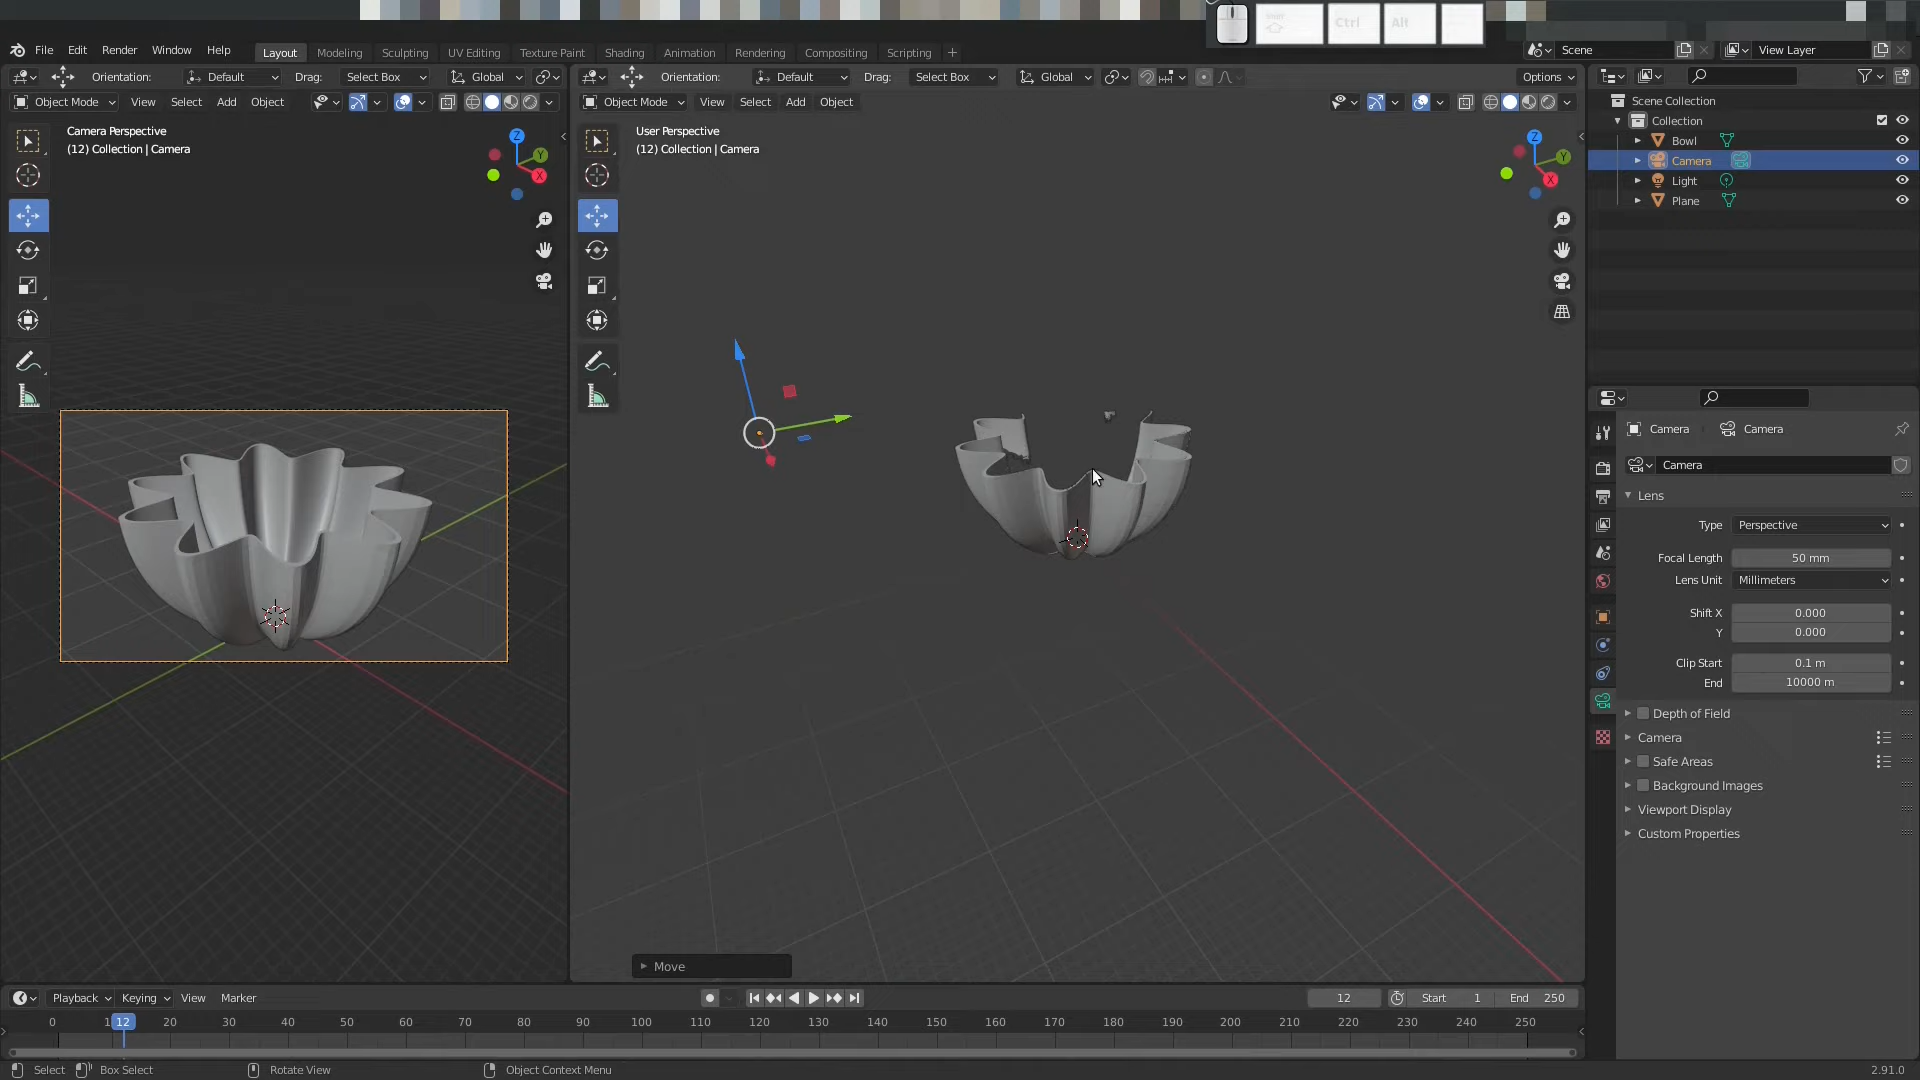 Shift Ctrl Alt
File Edit Render Window Help Layout Modeling Sculpting UV Editing Texture Paint Shading Animation Rendering Compositing Scripting + Scene View Layer
Orientation: Default Drag: Select Box Global Orientation: Default Drag: Select Box Global Options
Object Mode View Select Add Object Object Mode View Select Add Object
Camera Perspective
(12) Collection | Camera
Z
Y
X
User Perspective
(12) Collection | Camera
Z
Y
X
Move
Scene Collection
Collection
Bowl
Camera
Light
Plane
Camera Camera
Camera
Lens
Type Perspective
Focal Length 50 mm
Lens Unit Millimeters
Shift X 0.000
Y 0.000
Clip Start 0.1 m
End 10000 m
Depth of Field
Camera
Safe Areas
Background Images
Viewport Display
Custom Properties
Playback Keying View Marker 12 Start 1 End 250
0 1 12 20 30 40 50 60 70 80 90 100 110 120 130 140 150 160 170 180 190 200 210 220 230 240 250
Select Box Select Rotate View Object Context Menu 2.91.0